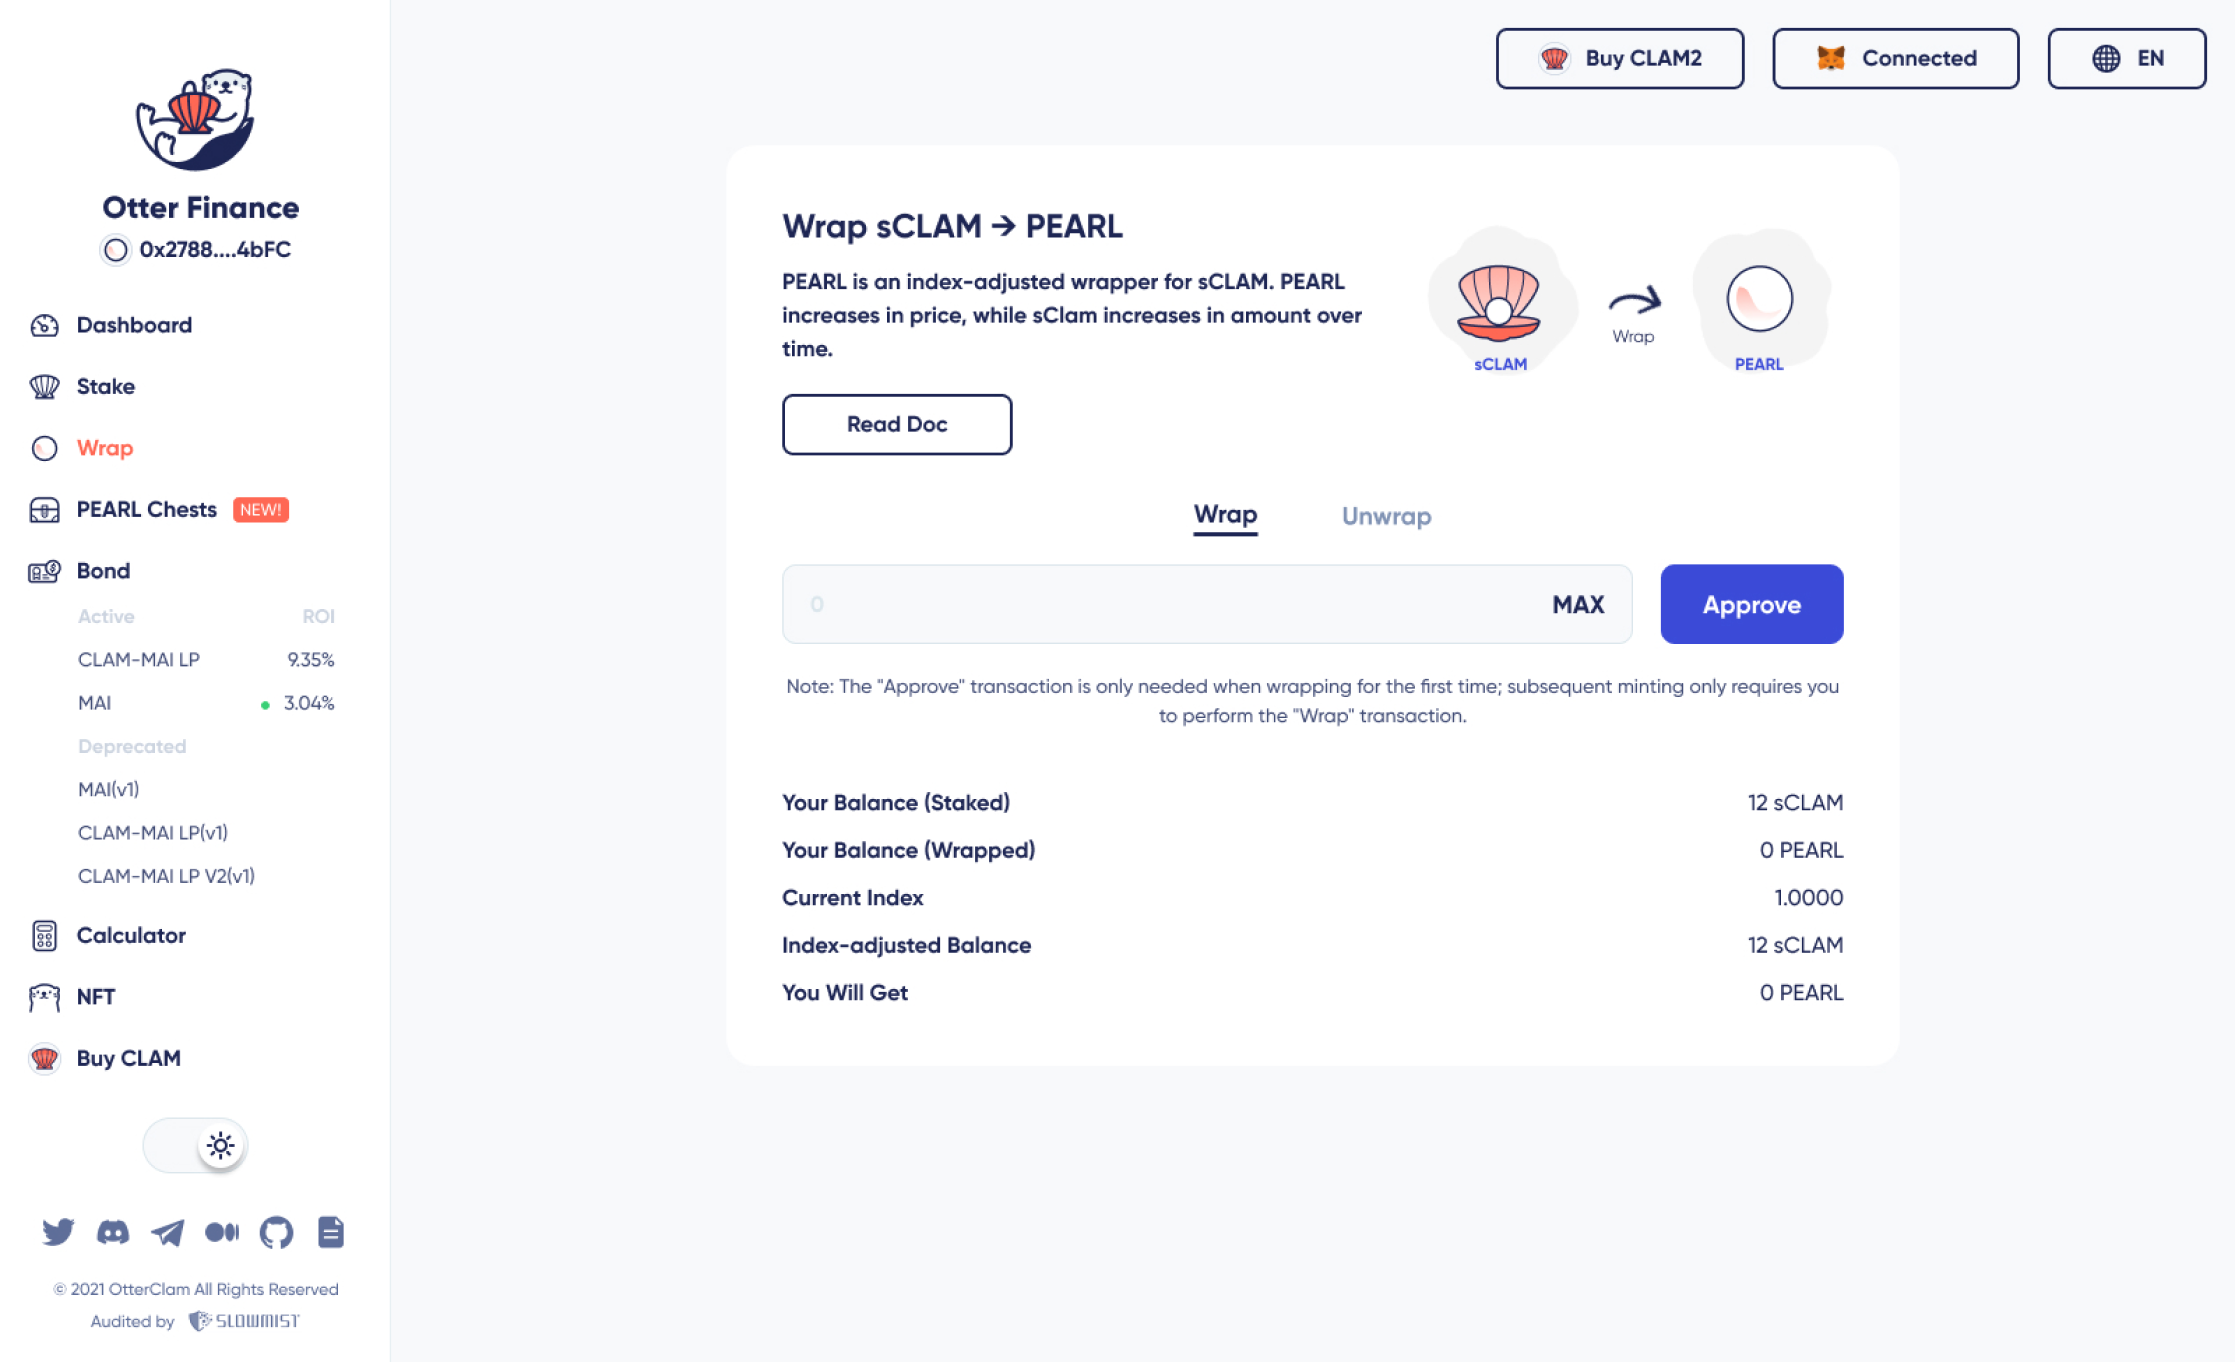 Buy CLAM2
Connected
EN
Otter Finance
0x2788....4bFC
Dashboard
Stake
Wrap
PEARL Chests NEW!
Bond
Active ROI
CLAM-MAI LP 9.35%
MAI 3.04%
Deprecated
MAI(v1)
CLAM-MAI LP(v1)
CLAM-MAI LP V2(v1)
Calculator
NFT
Buy CLAM
© 2021 OtterClam All Rights Reserved
Audited by SLOWMIST
Wrap sCLAM → PEARL
PEARL is an index-adjusted wrapper for sCLAM. PEARL
increases in price, while sClam increases in amount over
time.
Read Doc
sCLAM
Wrap
PEARL
Wrap Unwrap
0 MAX
Approve
Note: The "Approve" transaction is only needed when wrapping for the first time; subsequent minting only requires you
to perform the "Wrap" transaction.
Your Balance (Staked) 12 sCLAM
Your Balance (Wrapped) 0 PEARL
Current Index 1.0000
Index-adjusted Balance 12 sCLAM
You Will Get 0 PEARL